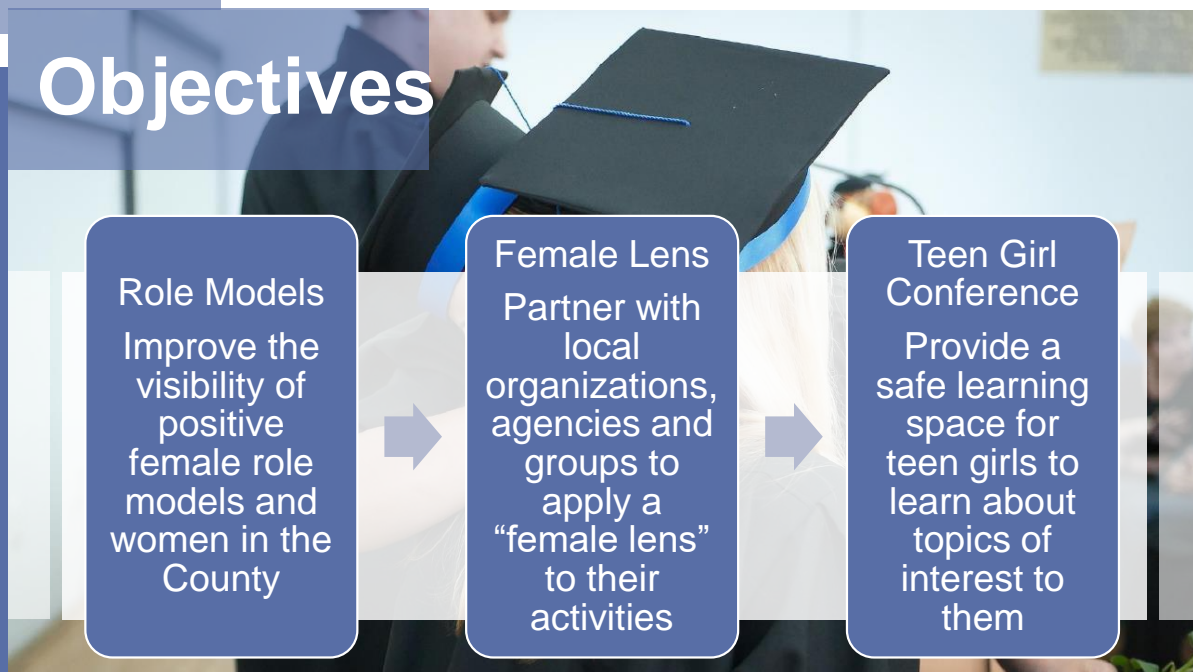 Objectives
Role Models
Improve the
visibility of
positive
female role
models and
women in the
County
Female Lens
Partner with
local
organizations,
agencies and
groups to
apply a
“female lens”
to their
activities
Teen Girl
Conference
Provide a
safe learning
space for
teen girls to
learn about
topics of
interest to
them